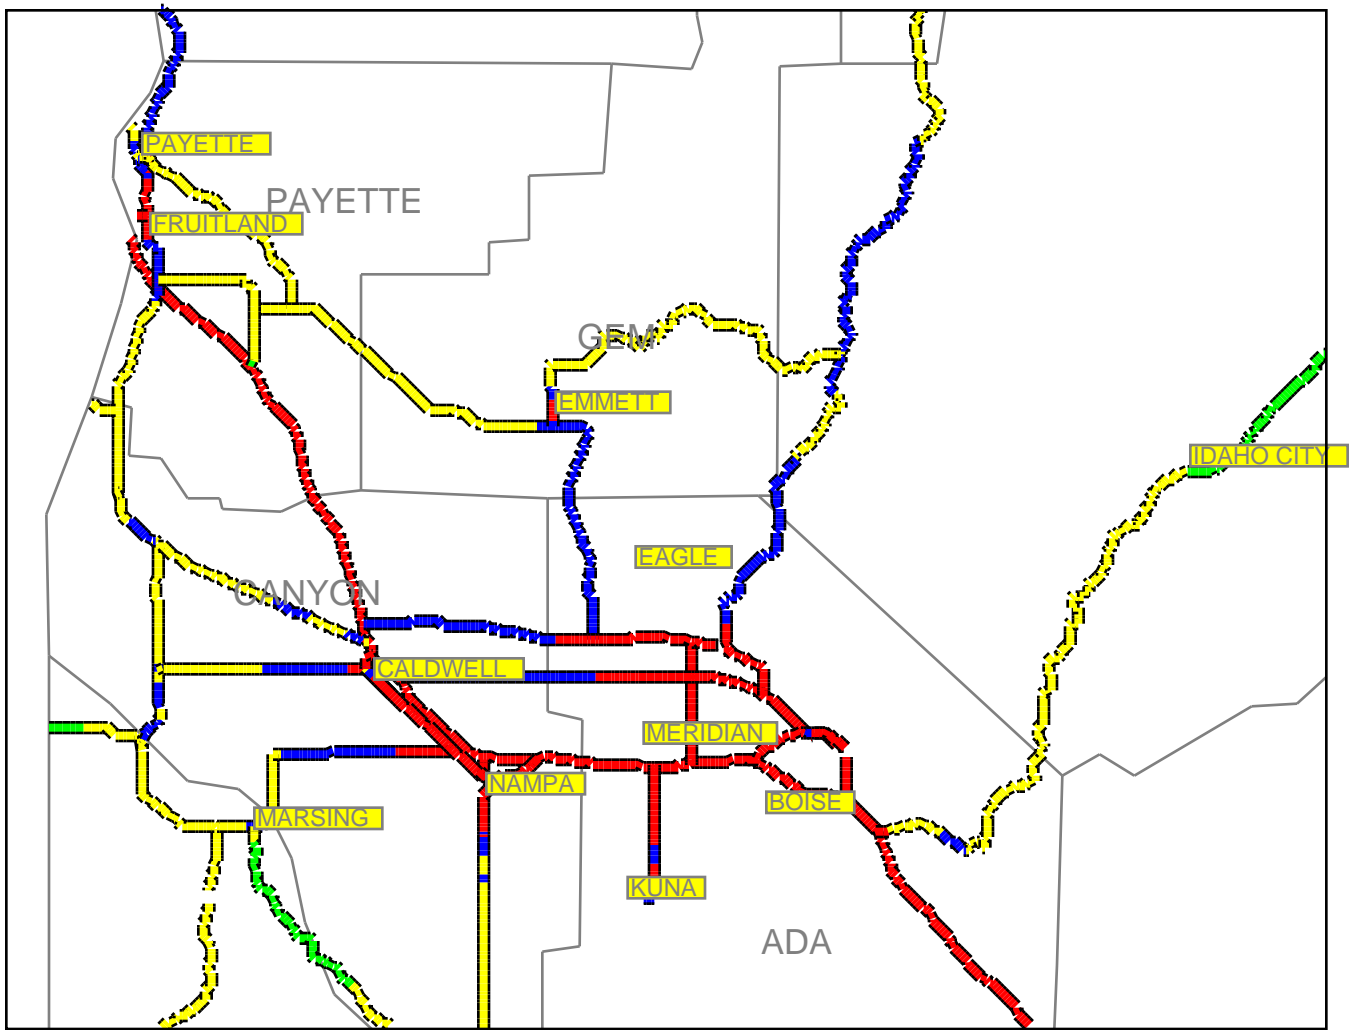 PAYETTE
PAYETTE
FRUITLAND
GEM
EMMETT
IDAHO CITY
EAGLE
CANYON
CALDWELL
MERIDIAN
NAMPA
BOISE
MARSING
KUNA
ADA